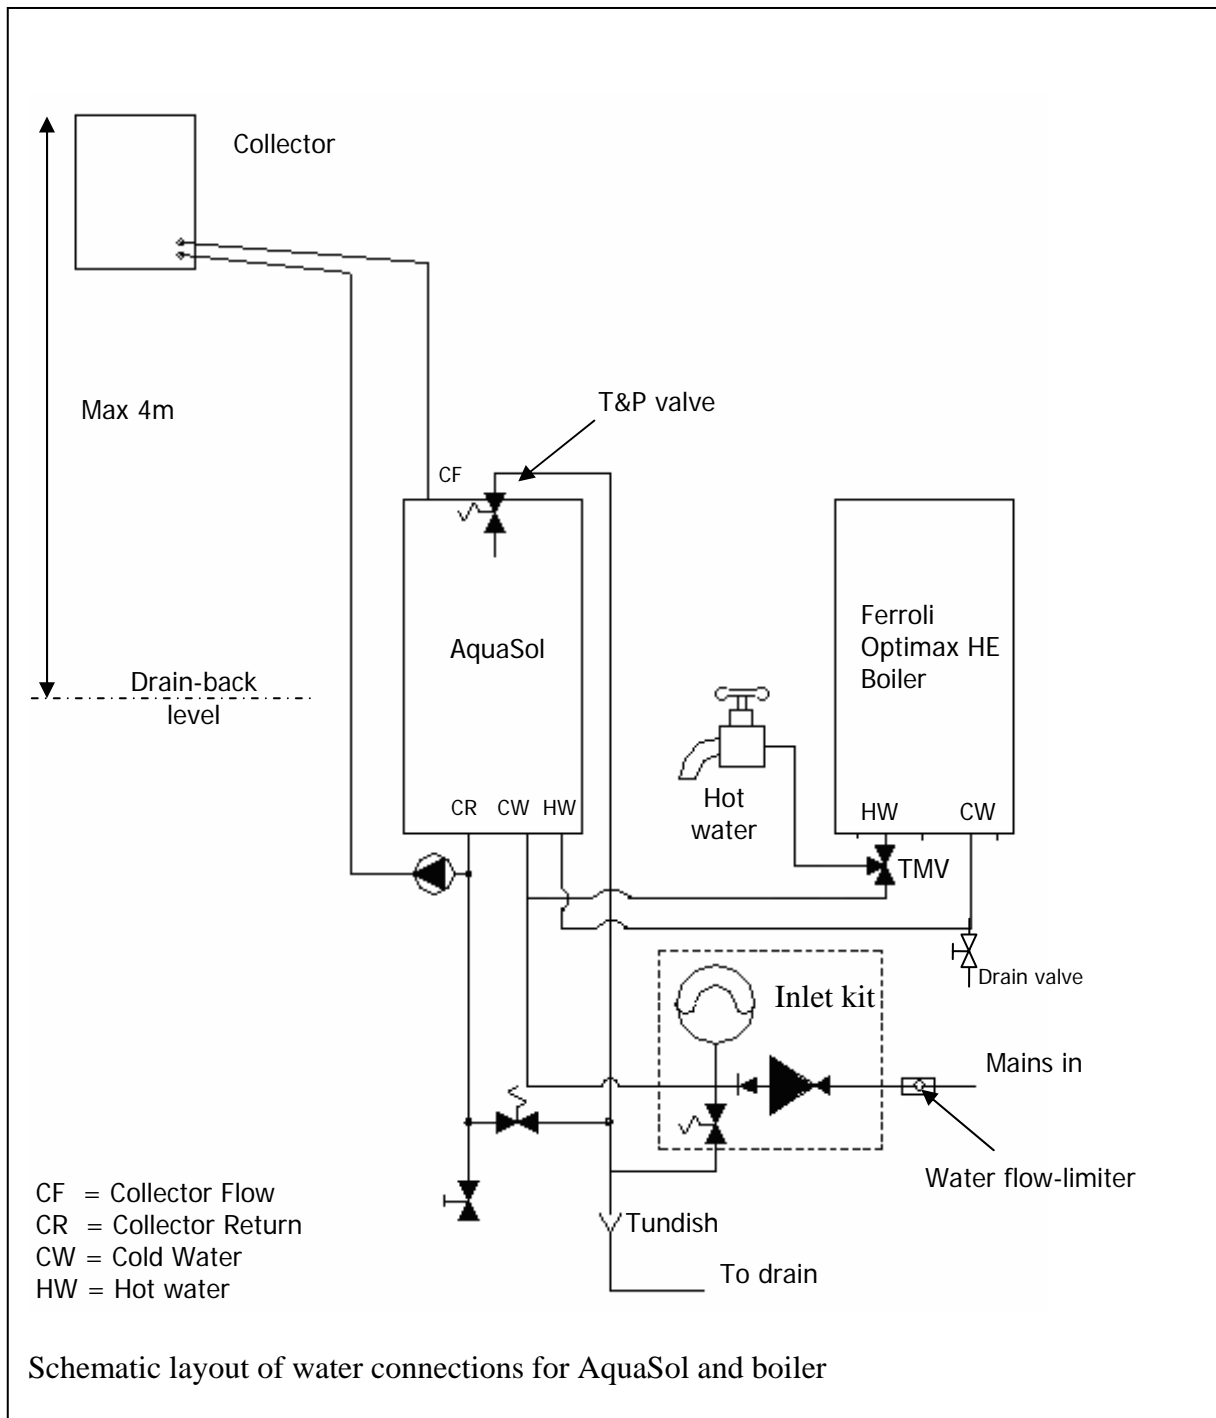 Collector
Max 4m
T&P valve
CF
Ferroli
Optimax HE
Boiler
AquaSol
Drain-back
level
Hot
water
CR CW HW
HW CW
TMV
Drain valve
Inlet kit
Mains in
Water flow-limiter
CF = Collector Flow
CR = Collector Return
CW = Cold Water
HW = Hot water
Tundish
To drain
Schematic layout of water connections for AquaSol and boiler